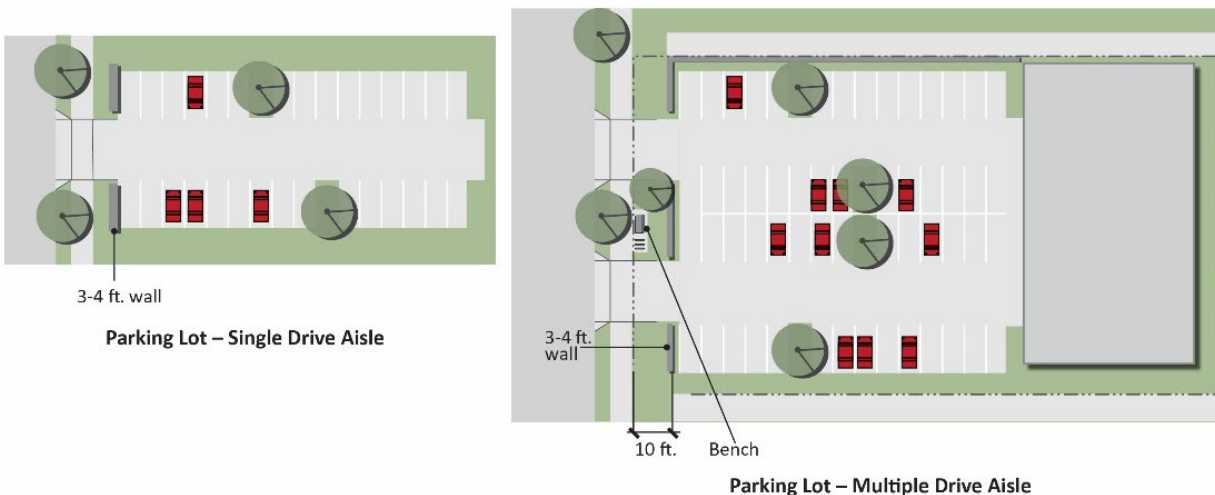 3-4 ft. wall
Parking Lot – Single Drive Aisle
3-4 ft.
wall
10 ft.
Bench
Parking Lot – Multiple Drive Aisle